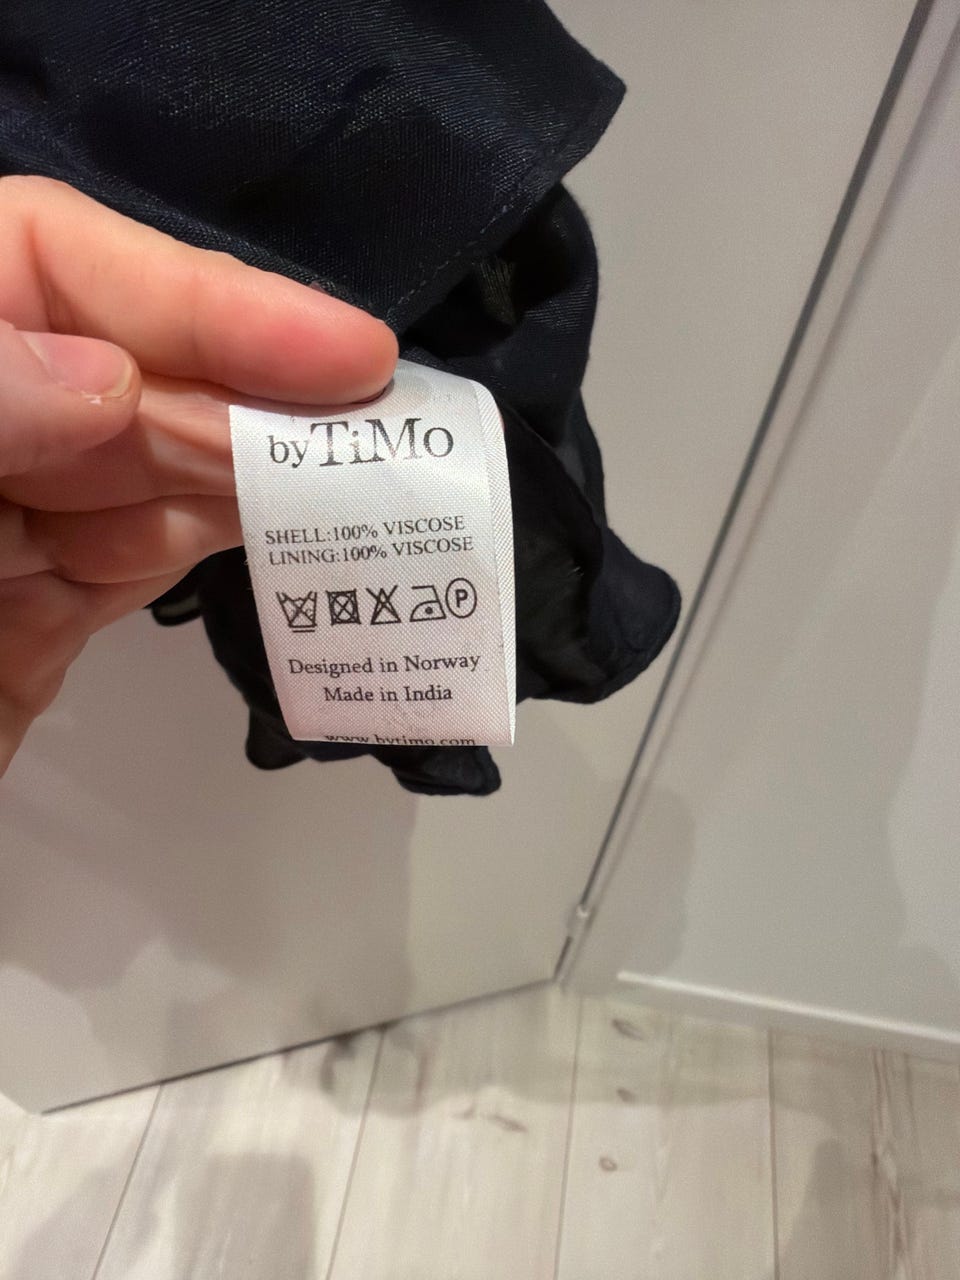 byTiMo
SHELL:100% VISCOSE
LINING:100% VISCOSE
P
Designed in Norway
Made in India
www.bytimo.com